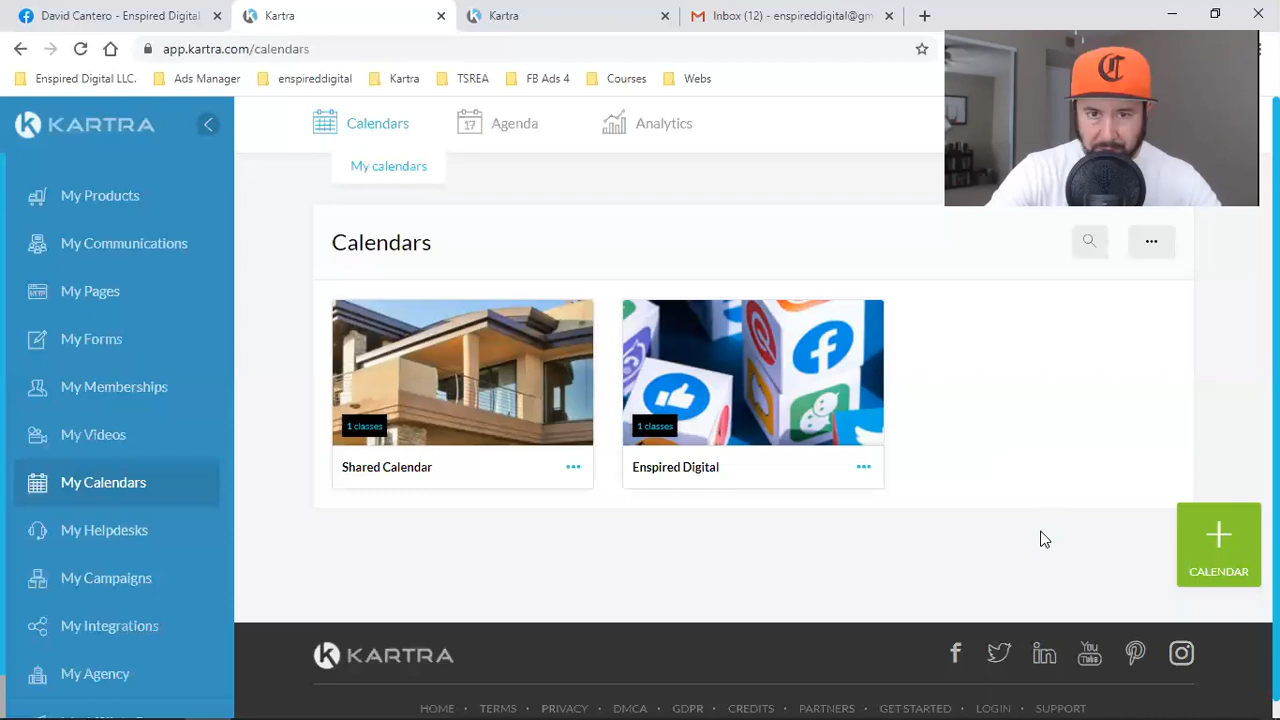 David Cantero - Enspired Digital
Kartra
Kartra
Inbox (12) - enspireddigital@gm
app.kartra.com/calendars
Enspired Digital LLC.
Ads Manager
enspireddigital
Kartra
TSREA
FB Ads 4
Courses
Webs
KARTRA
Calendars
17
Agenda
Analytics
My calendars
My Products
My Communications
My Pages
My Forms
My Memberships
My Videos
My Calendars
My Helpdesks
My Campaigns
My Integrations
My Agency
Calendars
1 classes
1 classes
Shared Calendar
Enspired Digital
CALENDAR
KARTRA
HOME • TERMS • PRIVACY • DMCA • GDPR • CREDITS • PARTNERS • GET STARTED • LOGIN • SUPPORT